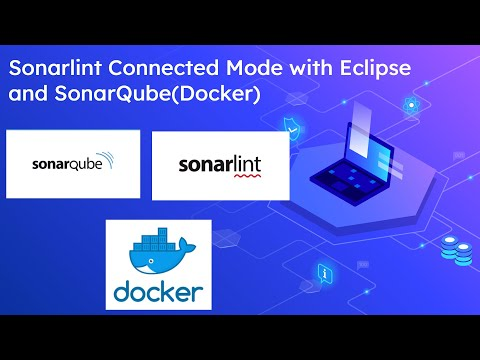 Sonarlint Connected Mode with Eclipse
and SonarQube(Docker)
sonarqube
sonarlint
docker